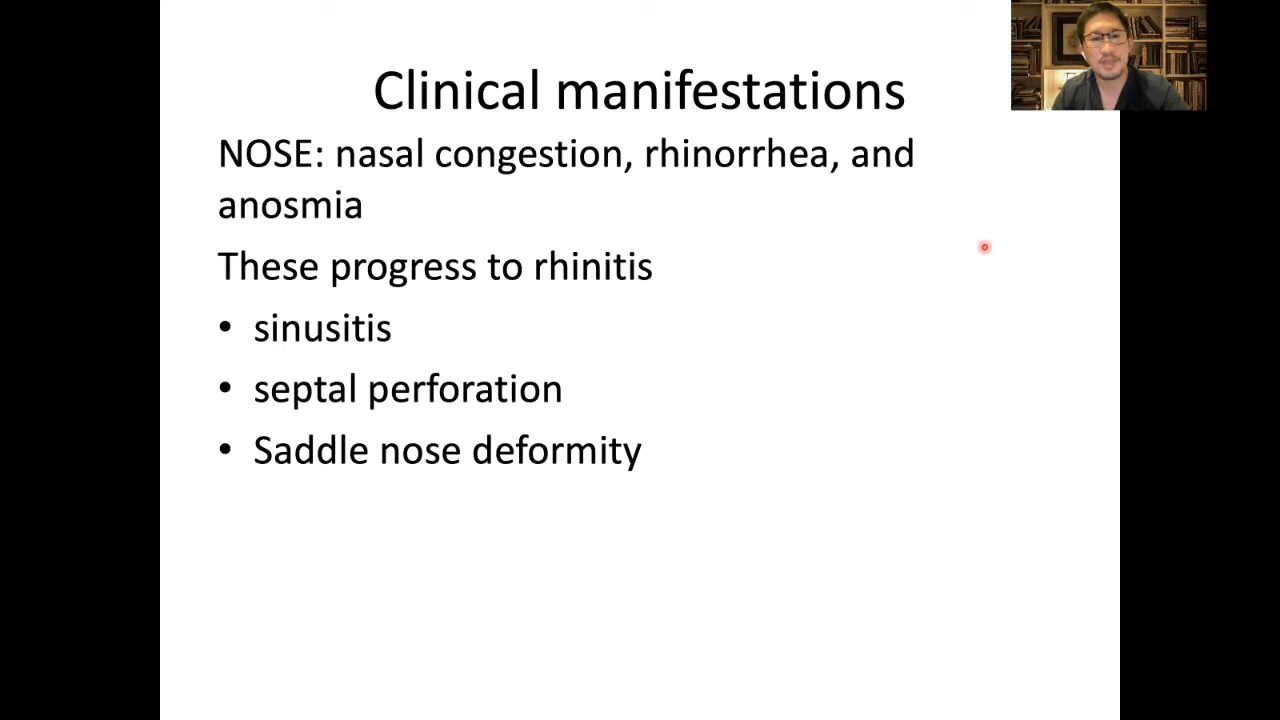 Clinical manifestations
NOSE: nasal congestion, rhinorrhea, and
anosmia
These progress to rhinitis
• sinusitis
• septal perforation
• Saddle nose deformity